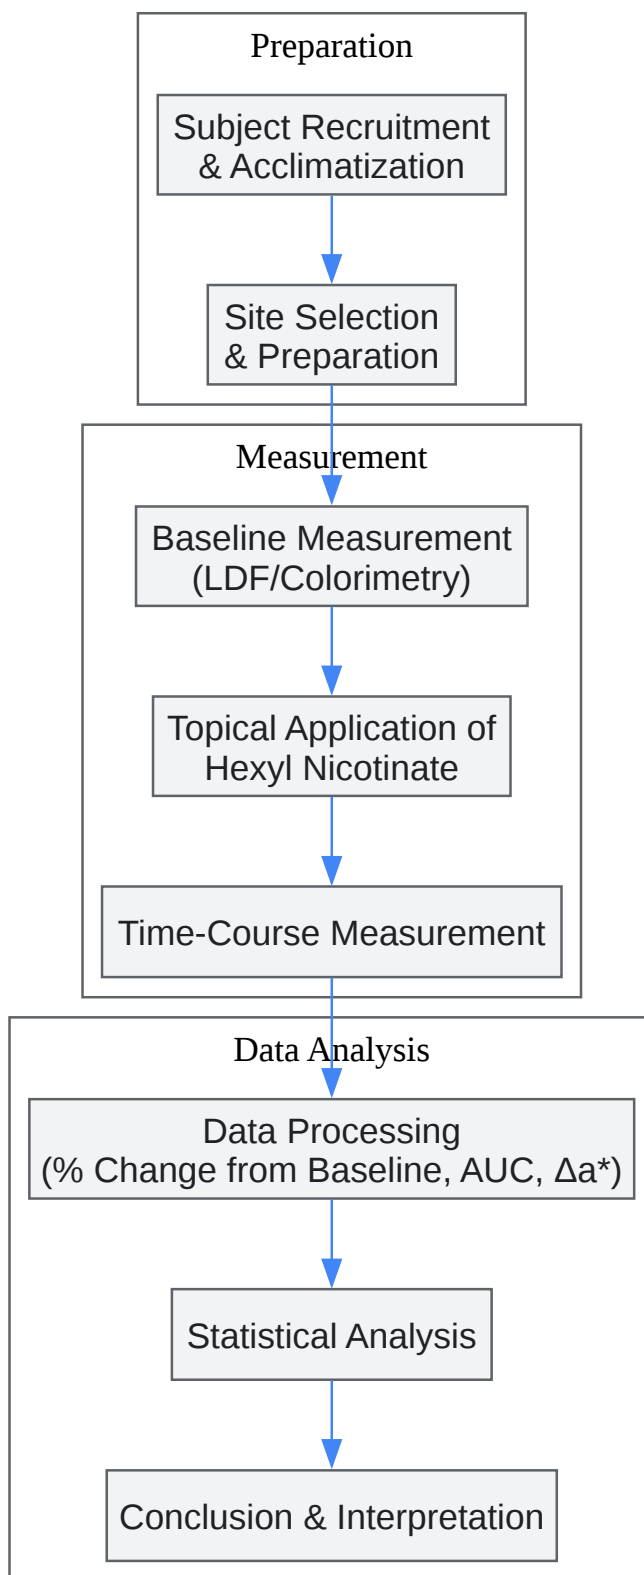 Preparation
Subject Recruitment
& Acclimatization
Site Selection
& Preparation
Measurement
Baseline Measurement
(LDF/Colorimetry)
Topical Application of
Hexyl Nicotinate
Time-Course Measurement
Data Analysis
Data Processing
(% Change from Baseline, AUC, Δa*)
Statistical Analysis
Conclusion & Interpretation